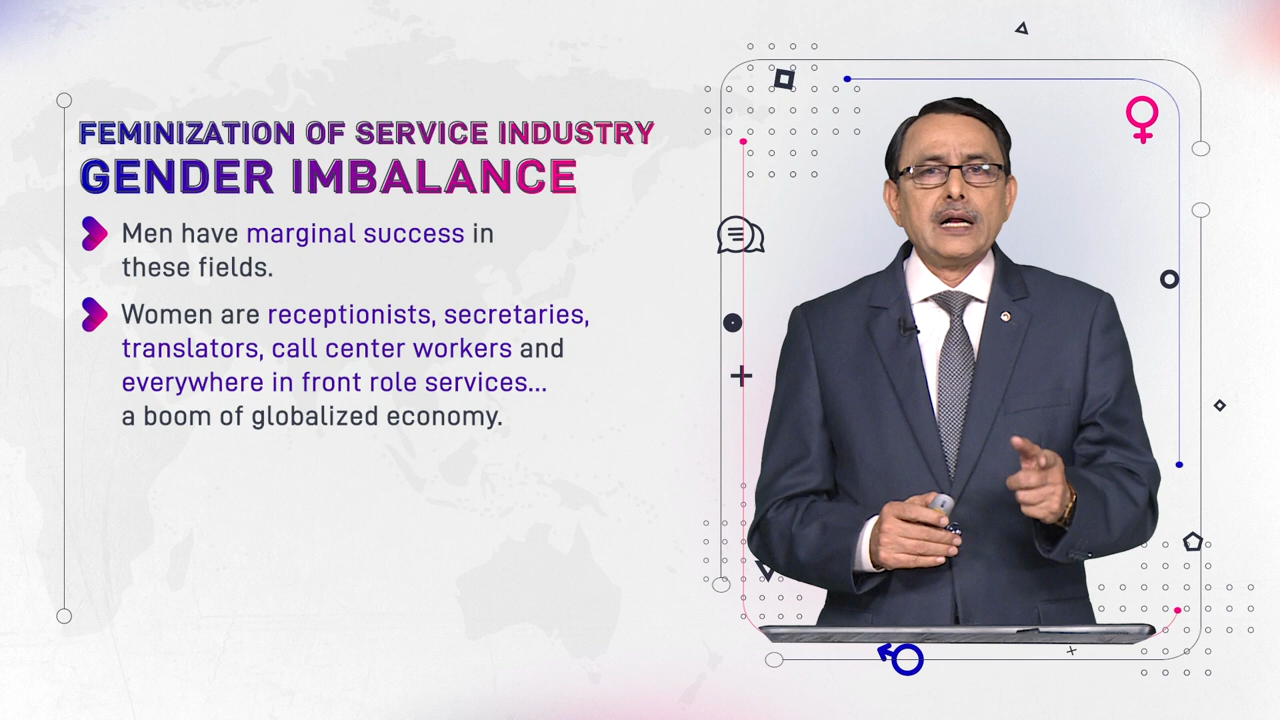 FEMINIZATION OF SERVICE INDUSTRY
GENDER IMBALANCE
Men have marginal success in
these fields.
Women are receptionists, secretaries,
translators, call center workers and
everywhere in front role services...
a boom of globalized economy.